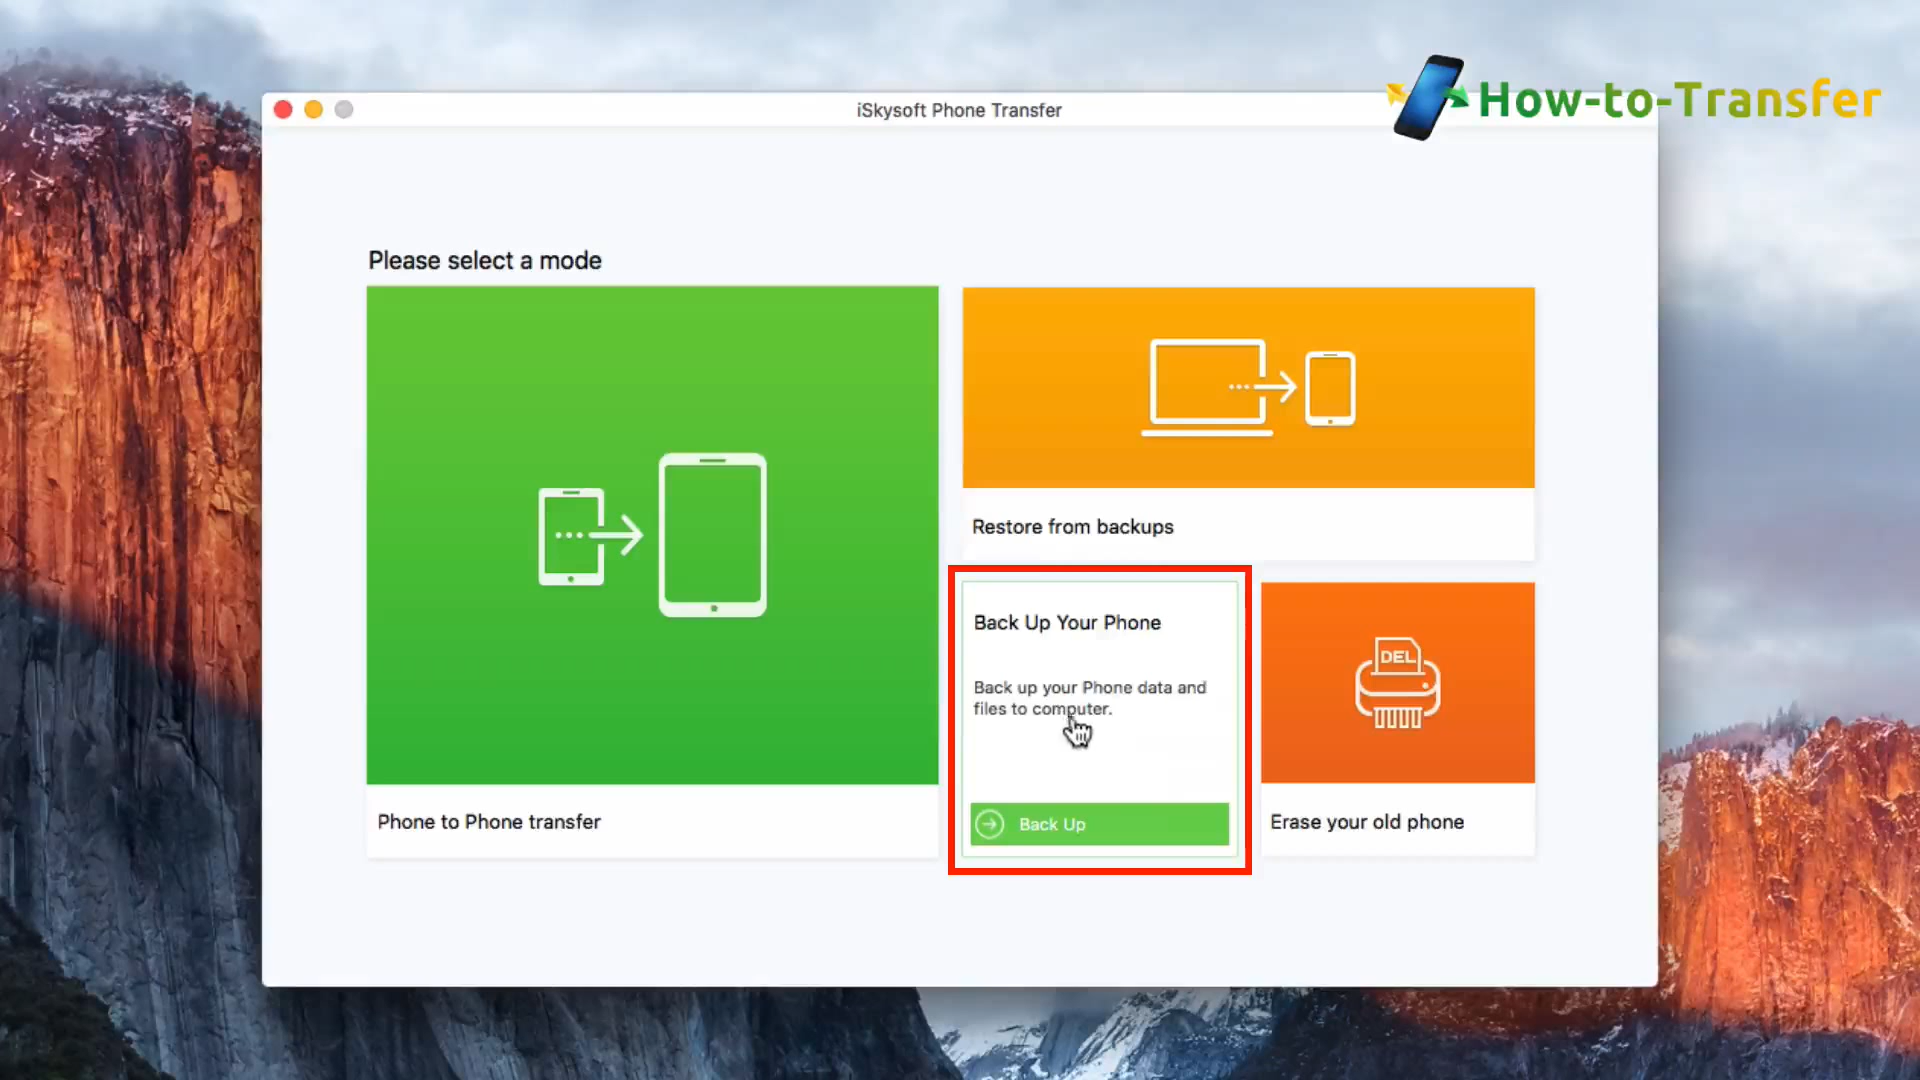 How-to-Transfer
iSkysoft Phone Transfer
Please select a mode
Restore from backups
Back Up Your Phone
Back up your Phone data and
files to computer.
DEL
Back Up
Phone to Phone transfer
Erase your old phone